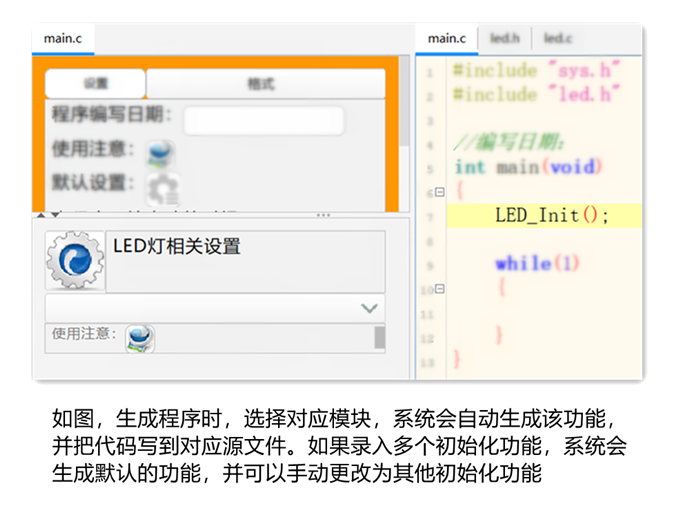 main.c
设置 格式
程序编写日期：
使用注意：
默认设置：
LED灯相关设置
使用注意：
main.c led.h led.c
1 #include "sys.h"
2 #include "led.h"
3
4 //编写日期：
5 int main(void)
6 {
7 LED_Init();
8
9 while(1)
10 {
11
12 }
13 }
如图，生成程序时，选择对应模块，系统会自动生成该功能，
并把代码写到对应源文件。如果录入多个初始化功能，系统会
生成默认的功能，并可以手动更改为其他初始化功能